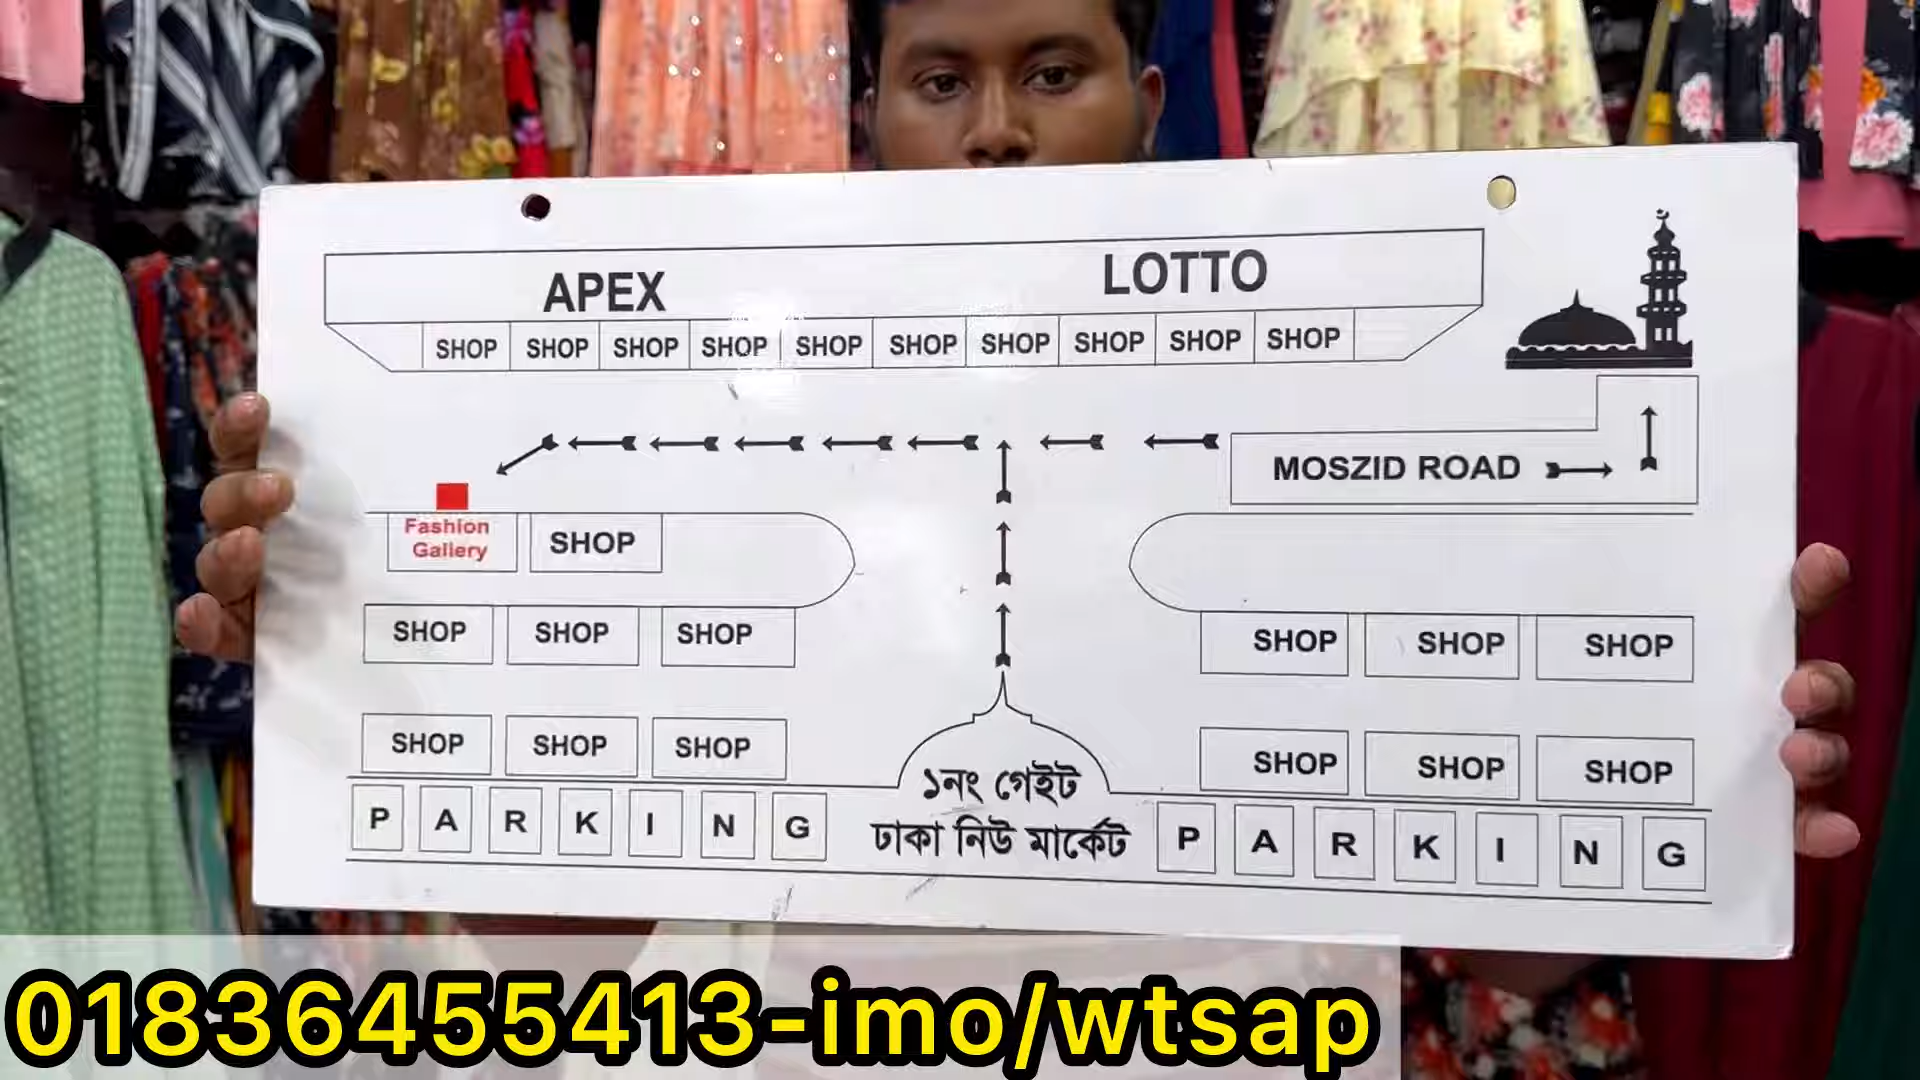 APEX LOTTO
SHOP SHOP SHOP SHOP SHOP SHOP SHOP SHOP SHOP SHOP
MOSZID ROAD
Fashion
Gallery
SHOP
SHOP SHOP SHOP
SHOP SHOP SHOP
SHOP SHOP SHOP
SHOP SHOP SHOP
১নং গেইট
ঢাকা নিউ মার্কেট
P A R K I N G
P A R K I N G
01836455413-imo/wtsap